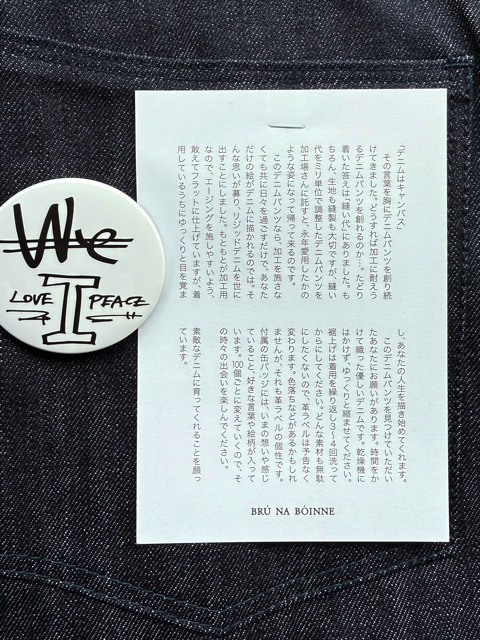 「デニムはキャンバス」
その言葉を胸にデニムパンツを創り続
けてきました。どうすれば加工に耐えう
るデニムパンツを創れるのか…。たどり
着いた答えは「縫い代」にありました。も
ちろん、生地も縫製も大切ですが、縫い
代をミリ単位で調整したデニムパンツを
加工場さんに託すと、永年愛用したかの
ような姿になって帰って来るのです。
このデニムパンツなら、加工を施さな
くても共に日々を過ごすだけで、あなた
だけの絵がデニムに描かれるのでは。そ
んな思いが募り、リジッドデニムを世に
出すことにしました。もともとが加工用
なので、エージングを施しやすいよう、
敢えてフラットに仕上げていますが、着
用しているうちにゆっくりと目を覚ま
し、あなたの人生を描き始めてくれます。
このデニムパンツを見つけていただい
たあなたにお願いがあります。時間をか
けて織った優しいデニムです。乾燥機に
はかけず、ゆっくりと縮ませてください。
裾上げは着用を繰り返し3〜4回洗って
からにしてください。どんな素材も無駄
にしたくないので、革ラベルは予告なく
変わります。色落ちなどがあるかもしれ
ませんが、それも革ラベルの個性です。
付属の缶バッジには、いまの想いや感じ
ていること、好きな言葉や絵柄が入って
います。100個ごとに変えていくので、そ
の時々の出会いを楽しんでください。
素敵なデニムに育ってくれることを願っ
ています。
BRÚ NA BÓINNE
We
I
LOVE PEACE